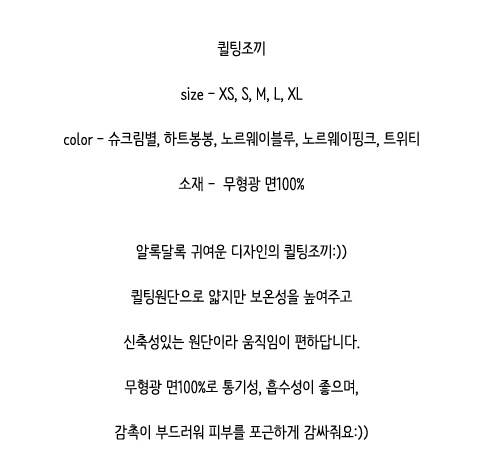 퀼팅조끼
size - XS, S, M, L, XL
color - 슈크림별, 하트봉봉, 노르웨이블루, 노르웨이핑크, 트위티
소재 - 무형광 면100%
알록달록 귀여운 디자인의 퀼팅조끼:))
퀼팅원단으로 얇지만 보온성을 높여주고
신축성있는 원단이라 움직임이 편하답니다.
무형광 면100%로 통기성, 흡수성이 좋으며,
감촉이 부드러워 피부를 포근하게 감싸줘요:))